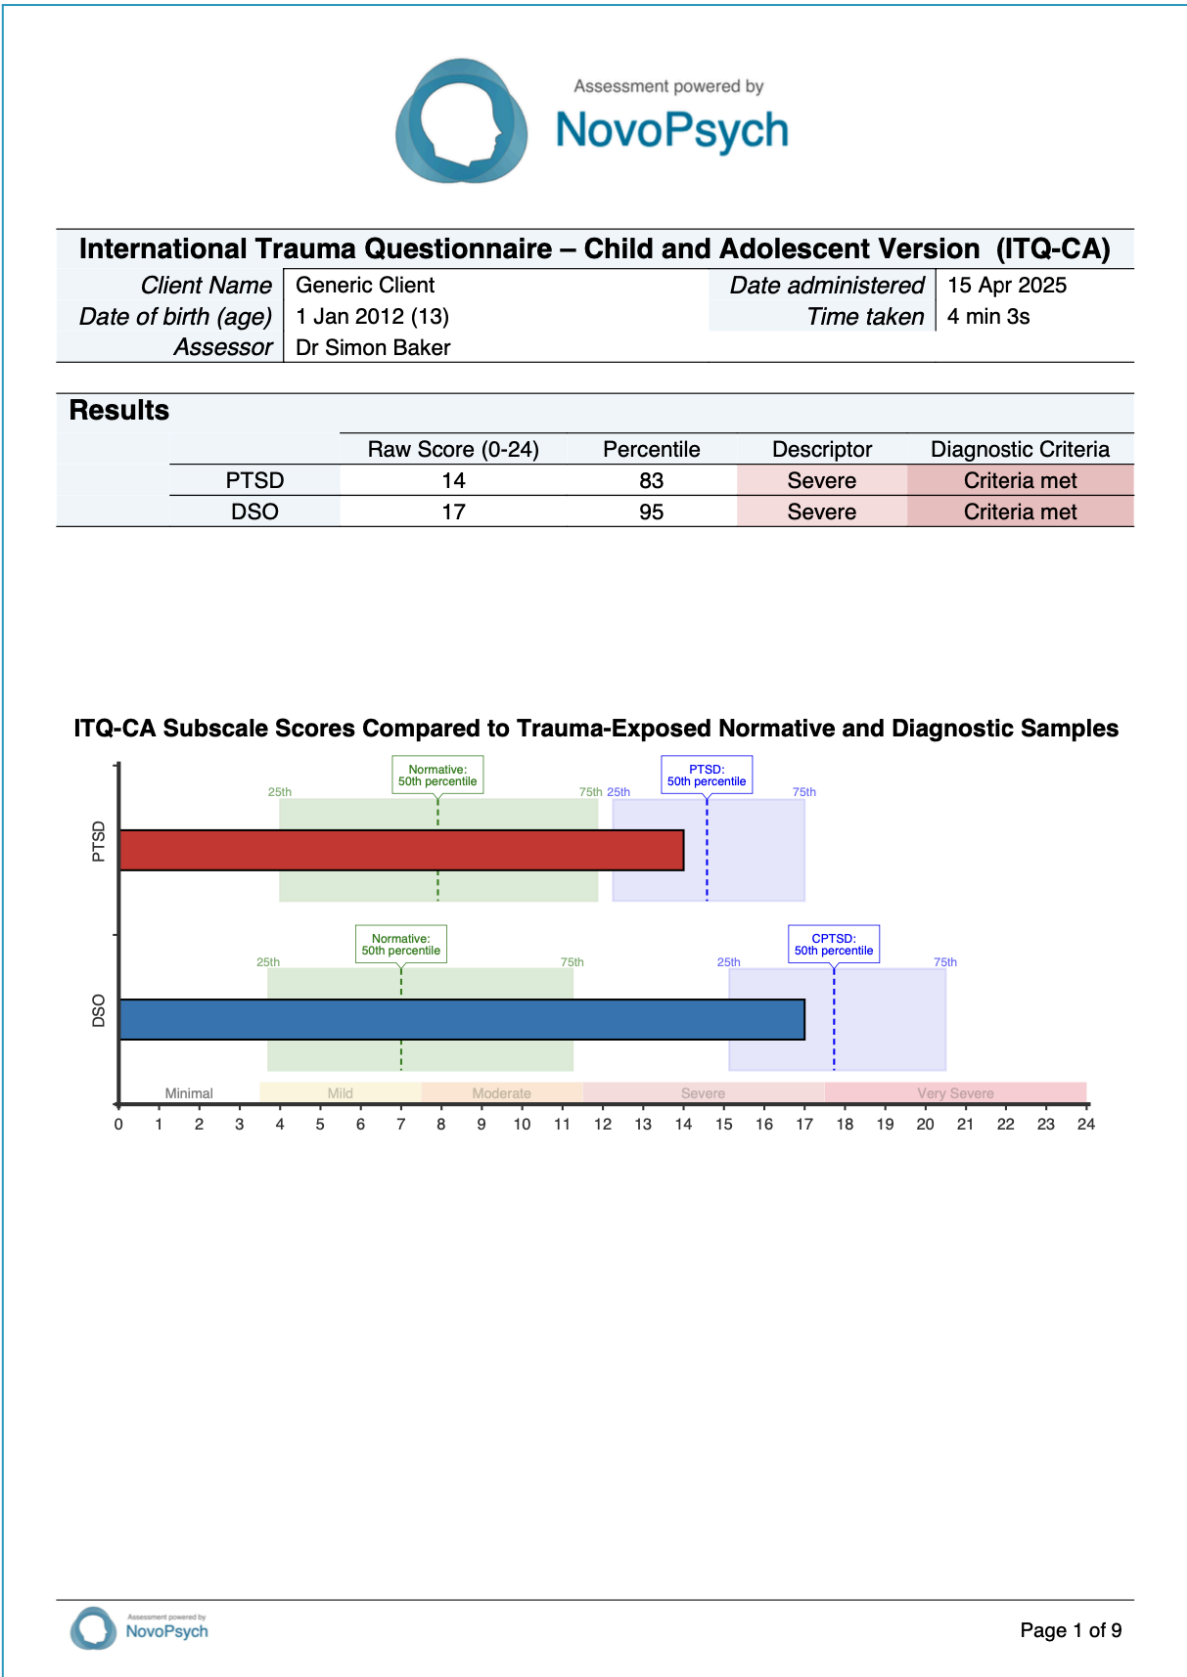 Assessment powered by
NovoPsych
International Trauma Questionnaire – Child and Adolescent Version (ITQ-CA)
Client Name Generic Client Date administered 15 Apr 2025
Date of birth (age) 1 Jan 2012 (13) Time taken 4 min 3s
Assessor Dr Simon Baker
Results
Raw Score (0-24) Percentile Descriptor Diagnostic Criteria
PTSD 14 83 Severe Criteria met
DSO 17 95 Severe Criteria met
ITQ-CA Subscale Scores Compared to Trauma-Exposed Normative and Diagnostic Samples
Normative:
50th percentile
PTSD:
50th percentile
25th 75th 25th 75th
PTSD
Normative:
50th percentile
CPTSD:
50th percentile
25th 75th 25th 75th
DSO
Minimal Mild Moderate Severe Very Severe
0 1 2 3 4 5 6 7 8 9 10 11 12 13 14 15 16 17 18 19 20 21 22 23 24
Assessment powered by
NovoPsych
Page 1 of 9